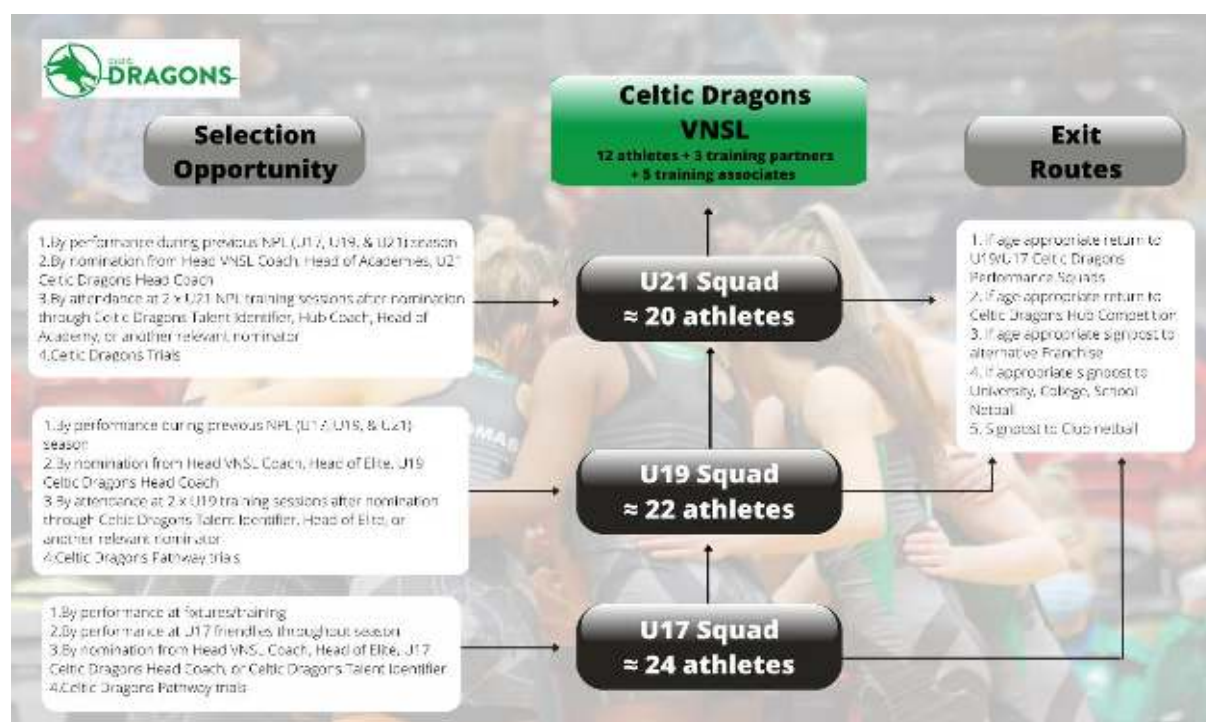 CELTIC
DRAGONS
Selection
Opportunity
Celtic Dragons
VNSL
12 athletes + 3 training partners
+ 5 training associates
Exit
Routes
1.By performance during previous NPL (U17, U19, & U21) season
2.By nomination from Head VNSL Coach, Head of Academies, U21
Celtic Dragons Head Coach
3.By attendance at 2 x U21 NPL training sessions after nomination
through Celtic Dragons Talent Identifier, Hub Coach, Head of
Academy, or another relevant nominator
4.Celtic Dragons Trials
U21 Squad
≈ 20 athletes
1. If age appropriate return to
U19/U17 Celtic Dragons
Performance Squads
2. If age appropriate return to
Celtic Dragons Hub Competition
3. If age appropriate signpost to
alternative Franchise
4. If appropriate signpost to
University, College, School
Netball
5. Signpost to Club netball
1.By performance during previous NPL (U17, U19, & U21)
season
2.By nomination from Head VNSL Coach, Head of Elite, U19
Celtic Dragons Head Coach
3.By attendance at 2 x U19 training sessions after nomination
through Celtic Dragons Talent Identifier, Head of Elite, or
another relevant nominator
4.Celtic Dragons Pathway trials
U19 Squad
≈ 22 athletes
1.By performance at fixtures/training
2.By performance at U17 friendlies throughout season
3.By nomination from Head VNSL Coach, Head of Elite, U17
Celtic Dragons Head Coach, or Celtic Dragons Talent Identifier
4.Celtic Dragons Pathway trials
U17 Squad
≈ 24 athletes